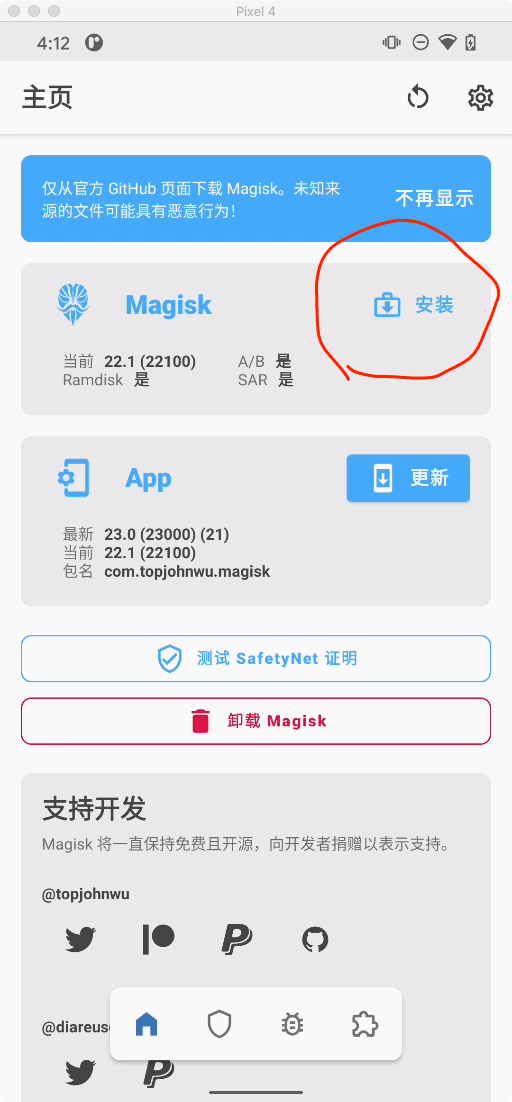 Pixel 4
4:12
主页
仅从官方 GitHub 页面下载 Magisk。未知来
源的文件可能具有恶意行为！
不再显示
Magisk
安装
当前 22.1 (22100)
A/B 是
Ramdisk 是
SAR 是
App
更新
最新 23.0 (23000) (21)
当前 22.1 (22100)
包名 com.topjohnwu.magisk
测试 SafetyNet 证明
卸载 Magisk
支持开发
Magisk 将一直保持免费且开源，向开发者捐赠以表示支持。
@topjohnwu
@diareus